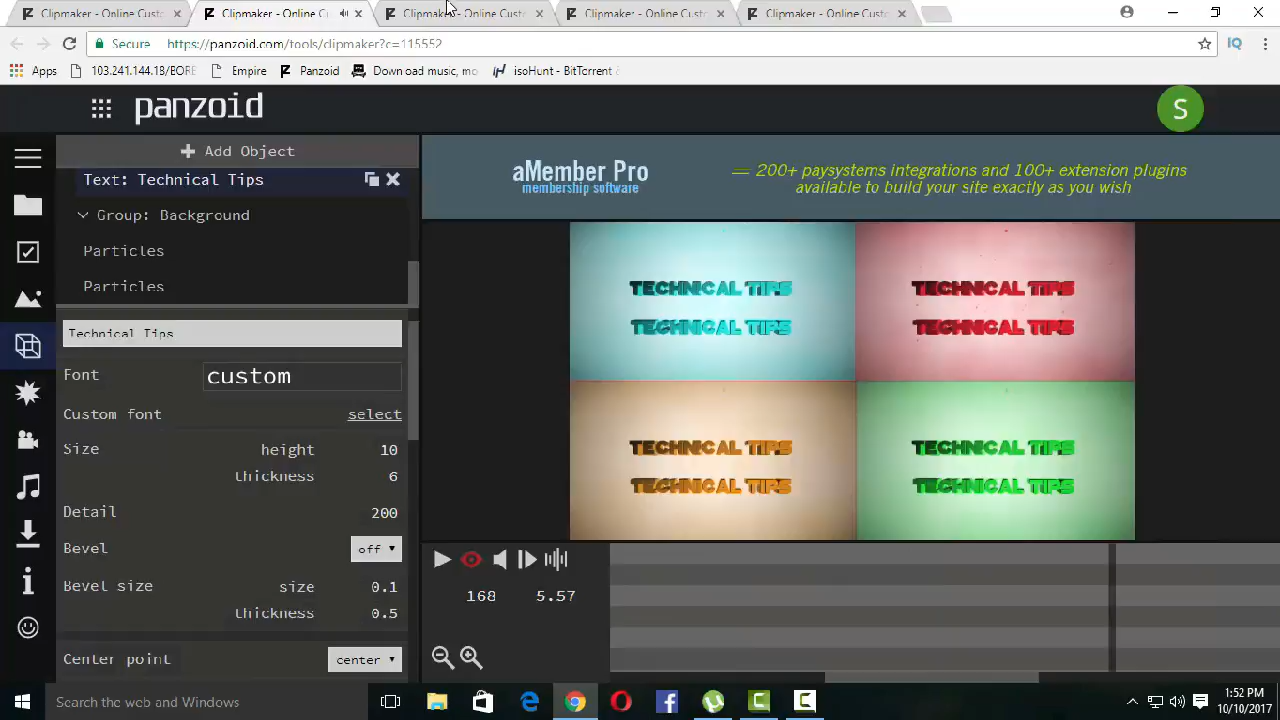 Clipmaker - Online Custo
Clipmaker - Online Cu
Clipmaker - Online Custo
Clipmaker - Online Custo
Clipmaker - Online Custo
Secure
https://panzoid.com/tools/clipmaker?c=115552
Apps
103.241.144.18/BORE
Empire
Panzoid
Download music, mo
isoHunt - BitTorrent
panzoid
S
Add Object
Text: Technical Tips
Group: Background
Particles
Particles
Technical Tips
Font custom
Custom font select
Size height 10
thickness 6
Detail 200
Bevel off
Bevel size size 0.1
thickness 0.5
Center point center
aMember Pro
membership software
— 200+ paysystems integrations and 100+ extension plugins
available to build your site exactly as you wish
TECHNICAL TIPS
TECHNICAL TIPS
TECHNICAL TIPS
TECHNICAL TIPS
TECHNICAL TIPS
TECHNICAL TIPS
TECHNICAL TIPS
TECHNICAL TIPS
168 5.57
Search the web and Windows
1:52 PM
10/10/2017